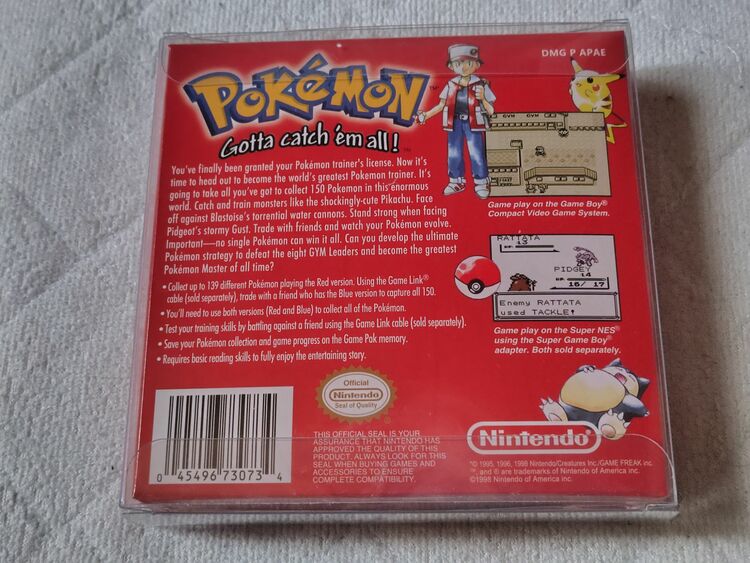 DMG P APAE
POKéMON™
Gotta catch 'em all!™
You've finally been granted your Pokémon trainer's license. Now it's
time to head out to become the world's greatest Pokemon trainer. It's
going to take all you've got to collect 150 Pokemon in this enormous
world. Catch and train monsters like the shockingly-cute Pikachu. Face
off against Blastoise's torrential water cannons. Stand strong when facing
Pidgeot's stormy Gust. Trade with friends and watch your Pokémon evolve.
Important—no single Pokémon can win it all. Can you develop the ultimate
Pokémon strategy to defeat the eight GYM Leaders and become the greatest
Pokémon Master of all time?
• Collect up to 139 different Pokémon playing the Red version. Using the Game Link®
cable (sold separately), trade with a friend who has the Blue version to capture all 150.
• You'll need to use both versions (Red and Blue) to collect all of the Pokémon.
• Test your training skills by battling against a friend using the Game Link cable (sold separately).
• Save your Pokémon collection and game progress on the Game Pak memory.
• Requires basic reading skills to fully enjoy the entertaining story.
GYM GYM
Game play on the Game Boy®
Compact Video Game System.
RATTATA
13
HP:
PIDGEY
14
16/ 17
Enemy RATTATA
used TACKLE!
Game play on the Super NES®
using the Super Game Boy®
adapter. Both sold separately.
Official
Nintendo
Seal of Quality
THIS OFFICIAL SEAL IS YOUR
ASSURANCE THAT NINTENDO HAS
APPROVED THE QUALITY OF THIS
PRODUCT. ALWAYS LOOK FOR THIS
SEAL WHEN BUYING GAMES AND
ACCESSORIES TO ENSURE
COMPLETE COMPATIBILITY.
0 45496 73073 4
Nintendo®
©1995, 1996, 1998 Nintendo/Creatures Inc./GAME FREAK inc.
™, and ® are trademarks of Nintendo of America Inc.
©1998 Nintendo of America Inc.